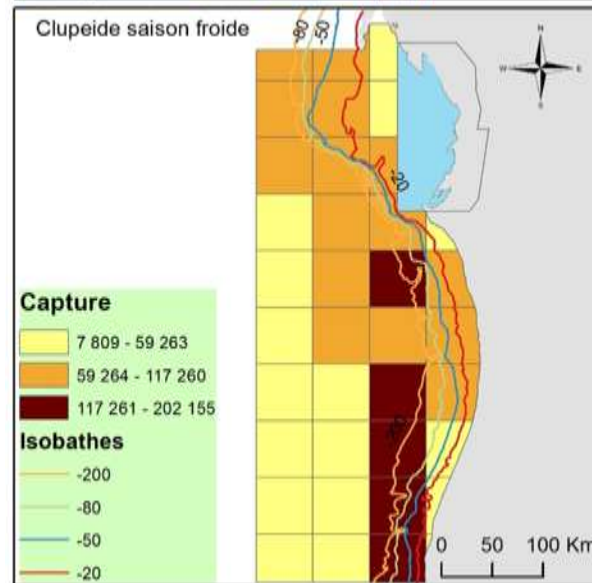 Clupeide saison froide
-80
-50
N
W
E
S
-20
Capture
7 809 - 59 263
59 264 - 117 260
117 261 - 202 155
Isobathes
-200
-80
-50
-20
0 50 100 Km